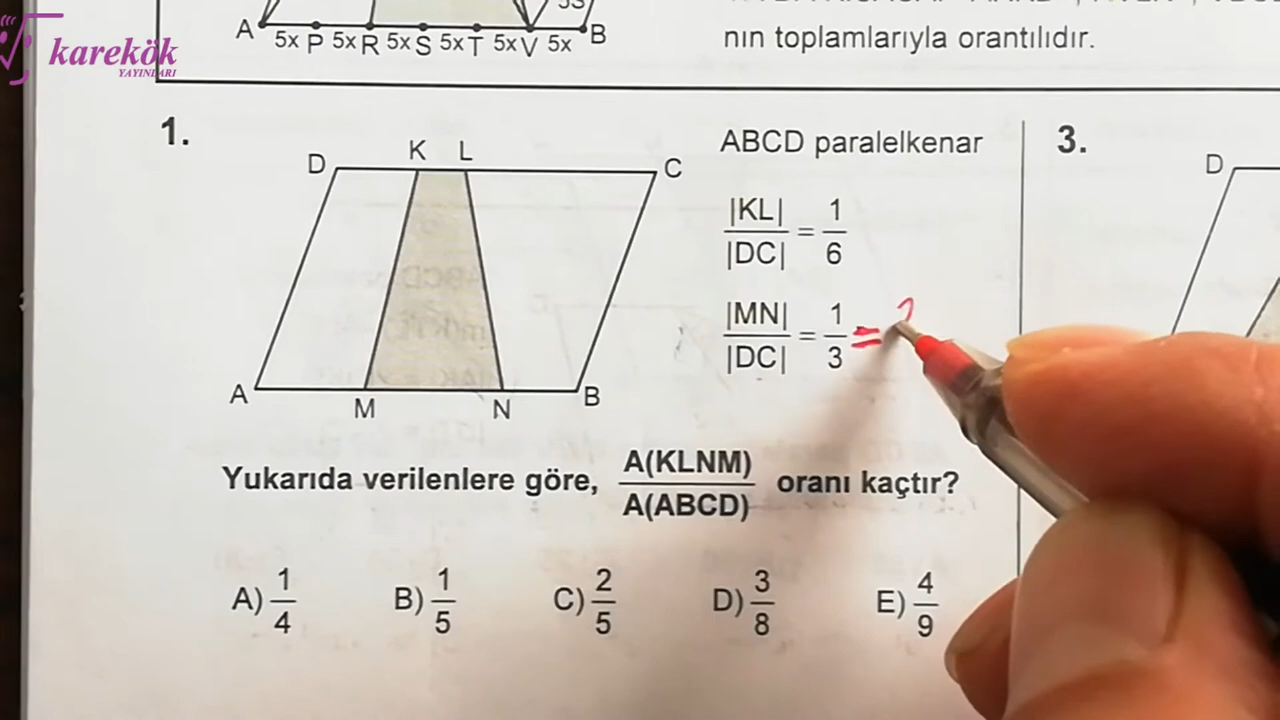 A 5x P 5x R 5x S 5x T 5x V 5x B
nın toplamlarıyla orantılıdır.
karekök
YAYINLARI
1.
D K L C
A M N B
ABCD paralelkenar
|KL| / |DC| = 1 / 6
|MN| / |DC| = 1 / 3 =
Yukarıda verilenlere göre, A(KLNM) / A(ABCD) oranı kaçtır?
A) 1/4 B) 1/5 C) 2/5 D) 3/8 E) 4/9
3.
D